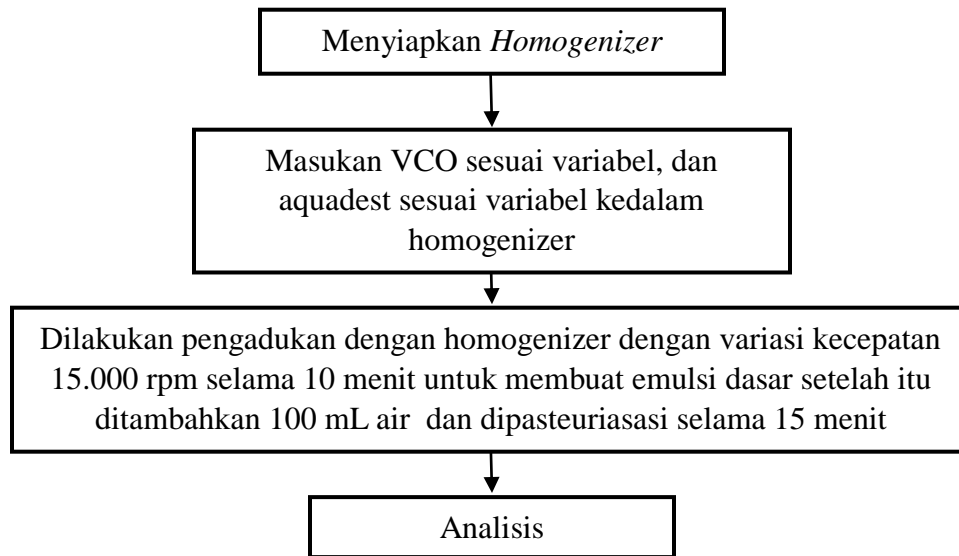 Menyiapkan Homogenizer
Masukan VCO sesuai variabel, dan
aquadest sesuai variabel kedalam
homogenizer
Dilakukan pengadukan dengan homogenizer dengan variasi kecepatan
15.000 rpm selama 10 menit untuk membuat emulsi dasar setelah itu
ditambahkan 100 mL air dan dipasteuriasasi selama 15 menit
Analisis